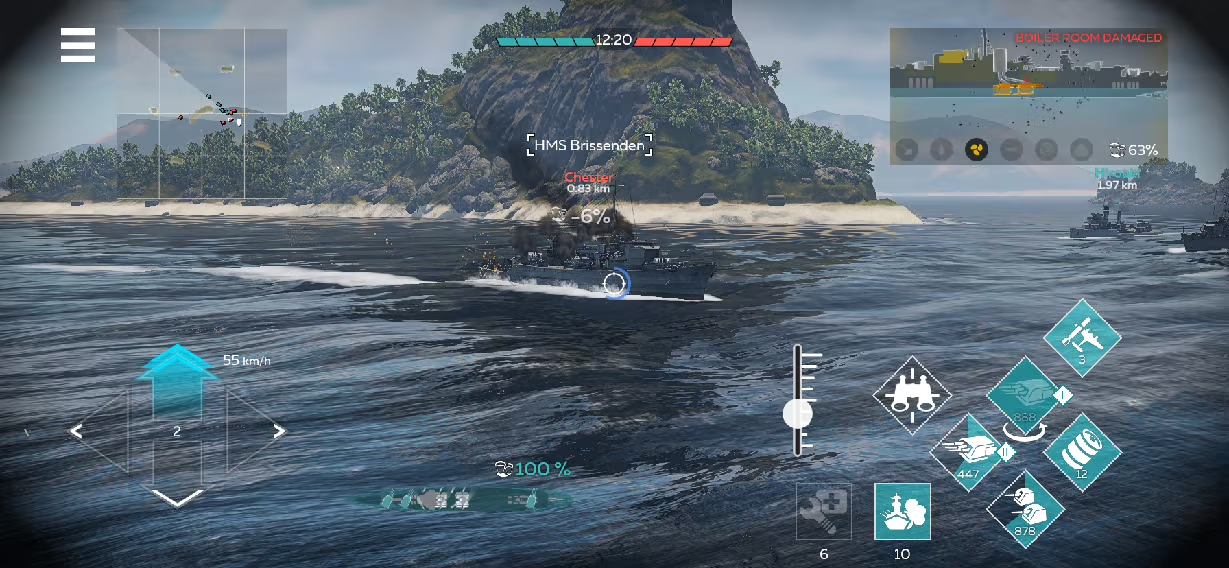 12:20
BOILER ROOM DAMAGED
HMS Brissenden
63%
Chester
0.83 km
1.97 km
-6%
55 km/h
3
888
2
100 %
447
12
878
6
10